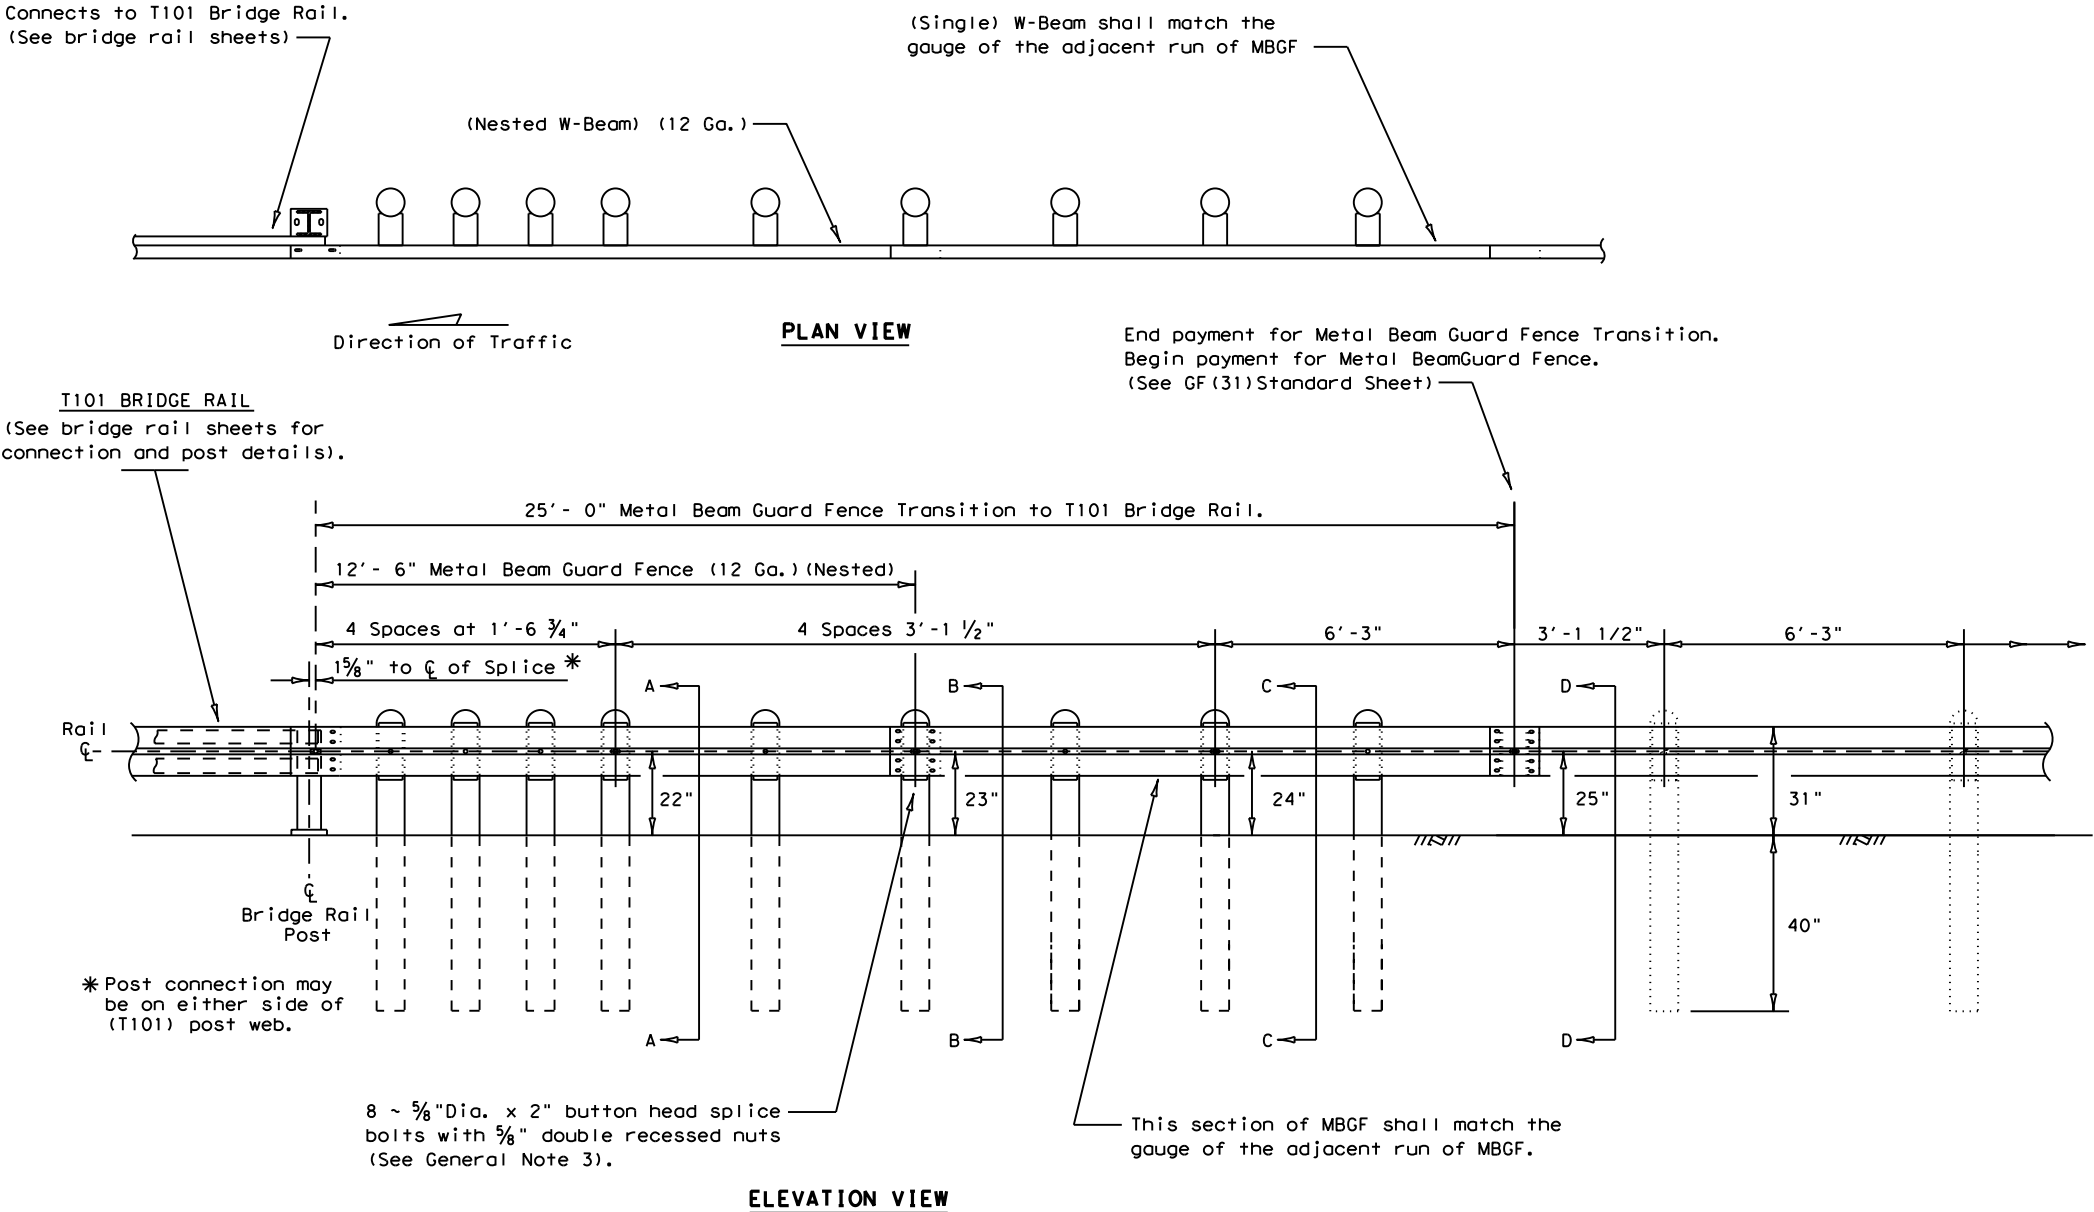 Connects to T101 Bridge Rail.
(See bridge rail sheets)
(Single) W-Beam shall match the
gauge of the adjacent run of MBGF
(Nested W-Beam) (12 Ga.)
Direction of Traffic
PLAN VIEW
End payment for Metal Beam Guard Fence Transition.
Begin payment for Metal BeamGuard Fence.
(See GF(31)Standard Sheet)
T101 BRIDGE RAIL
(See bridge rail sheets for
connection and post details).
25'- 0" Metal Beam Guard Fence Transition to T101 Bridge Rail.
12'- 6" Metal Beam Guard Fence (12 Ga.)(Nested)
4 Spaces at 1'-6 ¾"
4 Spaces 3'-1 ½"
6'-3"
3'-1 1/2"
6'-3"
1⅝" to ℄ of Splice *
A
B
C
D
Rail
℄
22"
23"
24"
25"
31"
℄
Bridge Rail
Post
40"
* Post connection may
be on either side of
(T101) post web.
A
B
C
D
8 ~ ⅝"Dia. x 2" button head splice
bolts with ⅝" double recessed nuts
(See General Note 3).
This section of MBGF shall match the
gauge of the adjacent run of MBGF.
ELEVATION VIEW